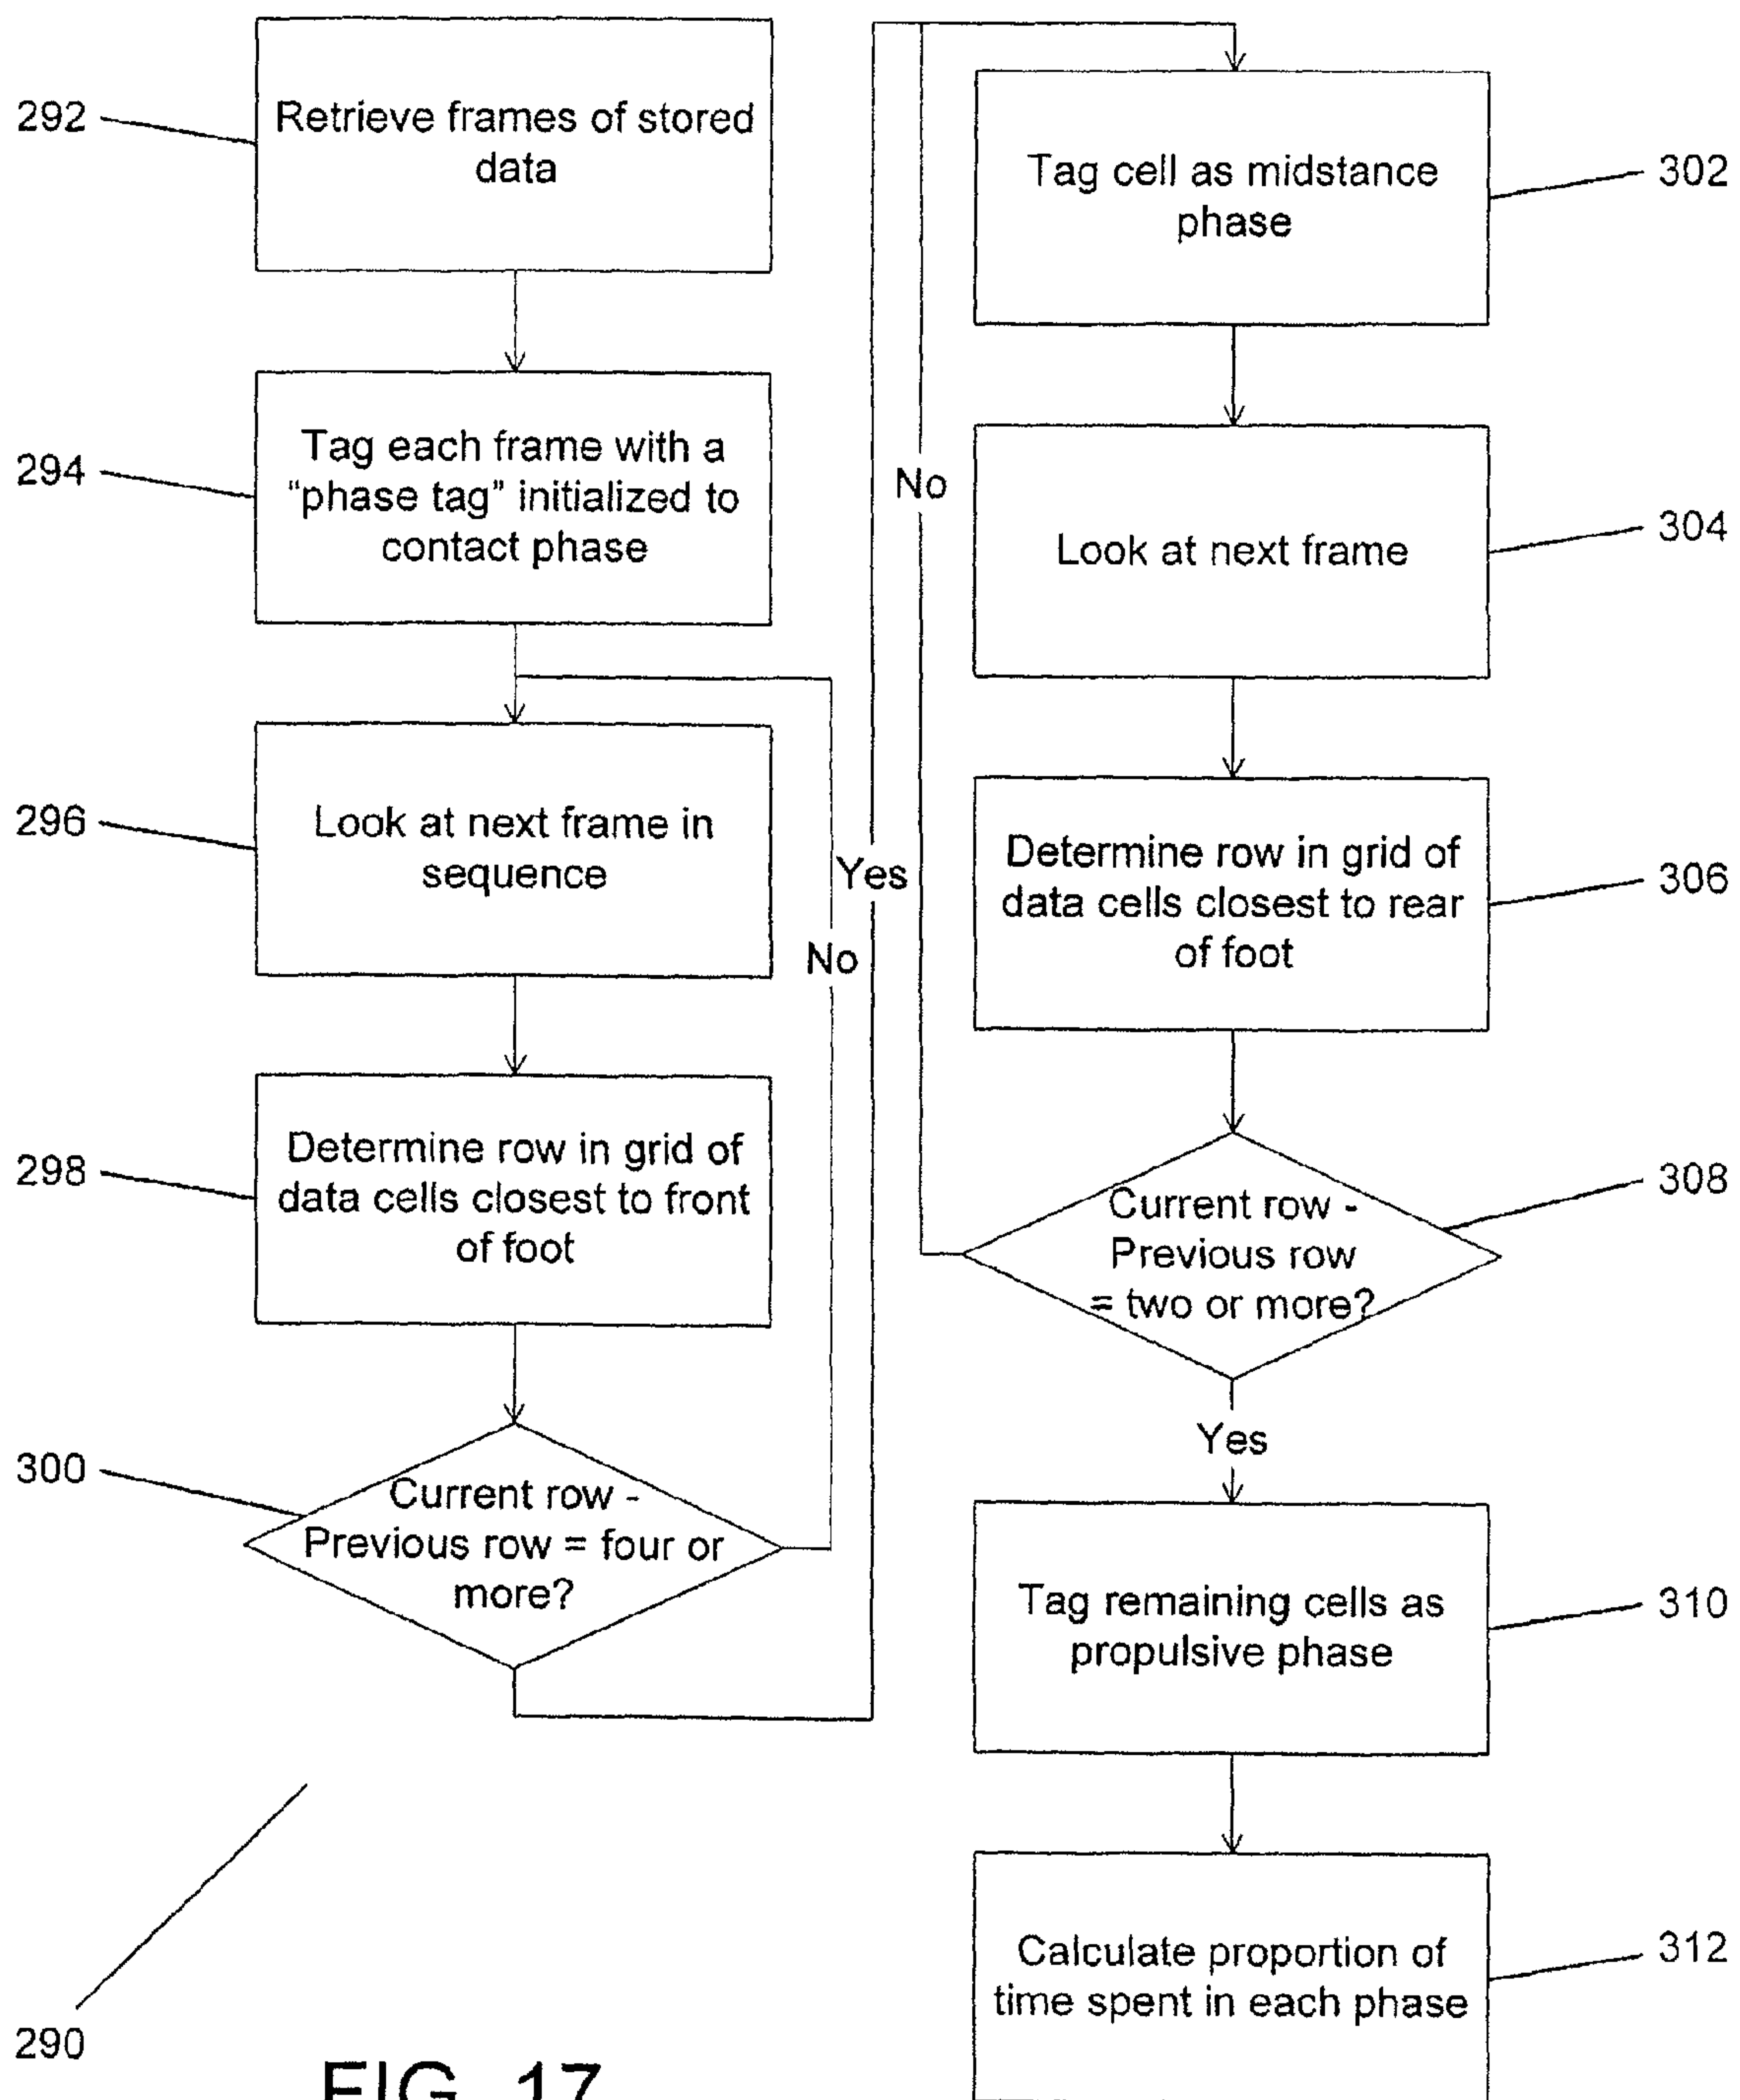 292
Retrieve frames of stored
data
294
Tag each frame with a
“phase tag” initialized to
contact phase
296
Look at next frame in
sequence
298
Determine row in grid of
data cells closest to front
of foot
300
Current row -
Previous row = four or
more?
No
Yes
No
Tag cell as midstance
phase
302
Look at next frame
304
Determine row in grid of
data cells closest to rear
of foot
306
Current row -
Previous row
= two or more?
308
Yes
Tag remaining cells as
propulsive phase
310
Calculate proportion of
time spent in each phase
312
290
FIG. 17